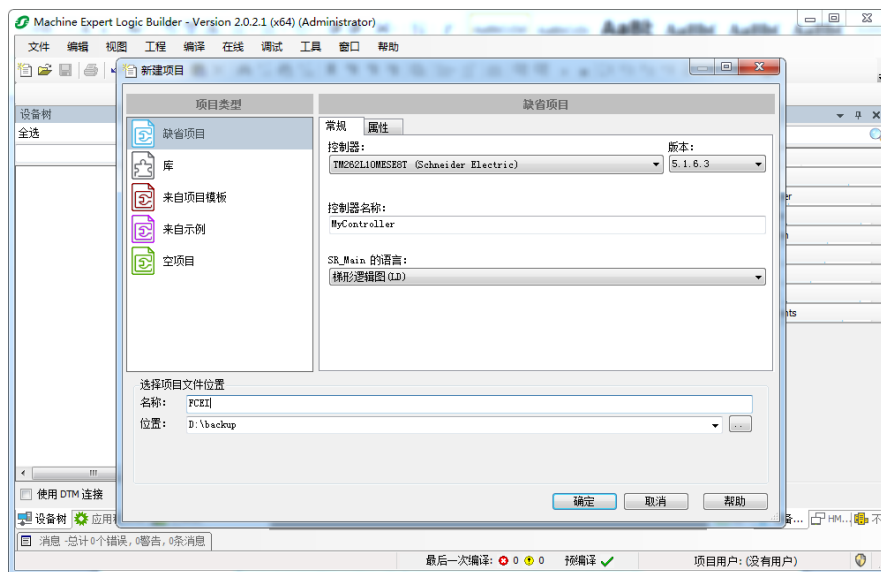 Machine Expert Logic Builder - Version 2.0.2.1 (x64) (Administrator)
文件 编辑 视图 工程 编译 在线 调试 工具 窗口 帮助
新建项目
设备树
全选
项目类型
缺省项目
库
来自项目模板
来自示例
空项目
缺省项目
常规 属性
控制器:
版本:
TM262L10MESE8T (Schneider Electric)
5.1.6.3
控制器名称:
MyController
SR_Main 的语言:
梯形逻辑图(LD)
选择项目文件位置
名称: FCEI
位置: D:\backup
确定 取消 帮助
使用 DTM 连接
设备树 应用
备... HM... 不
消息 -总计0个错误, 0警告, 0条消息
最后一次编译: 0 0 预编译 项目用户: (没有用户)